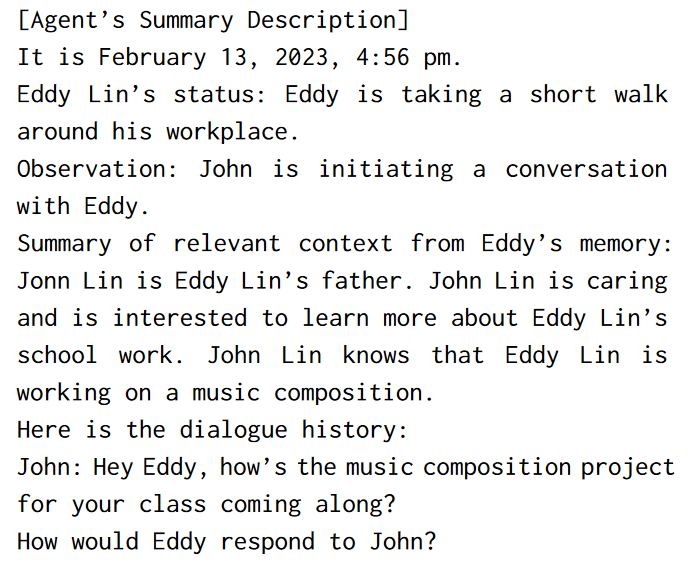 [Agent’s Summary Description]
It is February 13, 2023, 4:56 pm.
Eddy Lin’s status: Eddy is taking a short walk
around his workplace.
Observation: John is initiating a conversation
with Eddy.
Summary of relevant context from Eddy’s memory:
Jonn Lin is Eddy Lin’s father. John Lin is caring
and is interested to learn more about Eddy Lin’s
school work. John Lin knows that Eddy Lin is
working on a music composition.
Here is the dialogue history:
John: Hey Eddy, how’s the music composition project
for your class coming along?
How would Eddy respond to John?